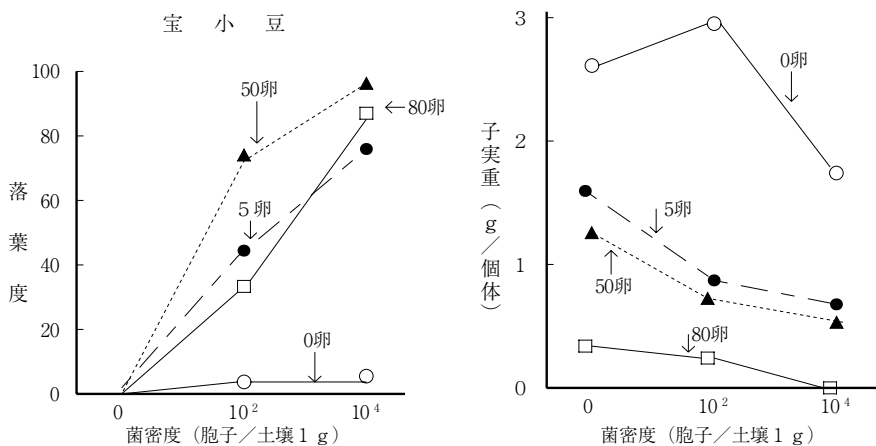 宝 小 豆
落葉度
100
80
60
40
20
0
50卵
80卵
5卵
0卵
0
10²
10⁴
菌密度（胞子／土壌1g）
子実重（g／個体）
3
2
1
0
0卵
5卵
50卵
80卵
0
10²
10⁴
菌密度（胞子／土壌1g）